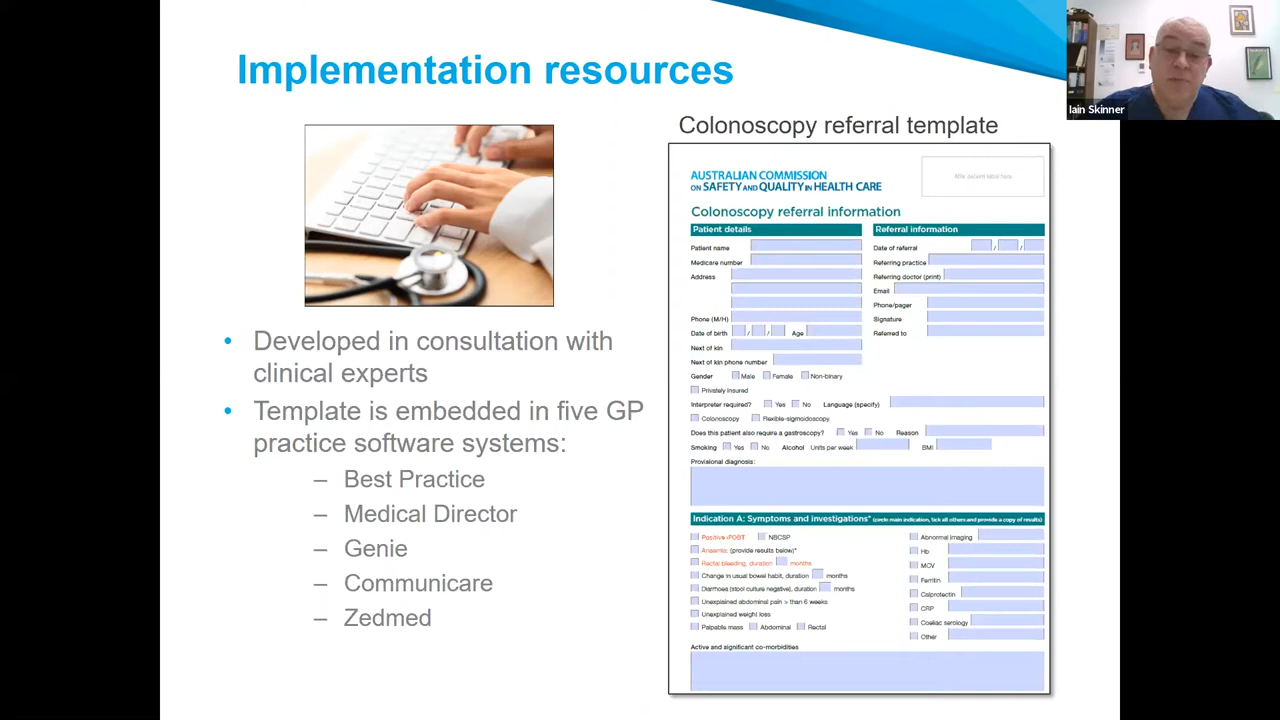 Implementation resources
Iain Skinner
Colonoscopy referral template
Developed in consultation with
clinical experts
Template is embedded in five GP
practice software systems:
– Best Practice
– Medical Director
– Genie
– Communicare
– Zedmed
AUSTRALIAN COMMISSION
ON SAFETY AND QUALITY IN HEALTH CARE
Affix patient label here
Colonoscopy referral information
Patient details
Patient name
Medicare number
Address
Phone (M/H)
Date of birth / / Age
Next of kin
Next of kin phone number
Referral information
Date of referral / /
Referring practice
Referring doctor (print)
Email
Phone/pager
Signature
Referred to
Gender Male Female Non-binary
Privately insured
Interpreter required? Yes No Language (specify)
Colonoscopy Flexible-sigmoidoscopy
Does this patient also require a gastroscopy? Yes No Reason
Smoking Yes No Alcohol Units per week BMI
Provisional diagnosis:
Indication A: Symptoms and investigations* (circle main indication, tick all others and provide a copy of results)
Positive iFOBT NBCSP
Anaemia: (provide results below)*
Rectal bleeding, duration months
Change in usual bowel habit, duration months
Diarrhoea (stool culture negative), duration months
Unexplained abdominal pain > than 6 weeks
Unexplained weight loss
Palpable mass Abdominal Rectal
Abnormal imaging
Hb
MCV
Ferritin
Calprotectin
CRP
Coeliac serology
Other
Active and significant co-morbidities